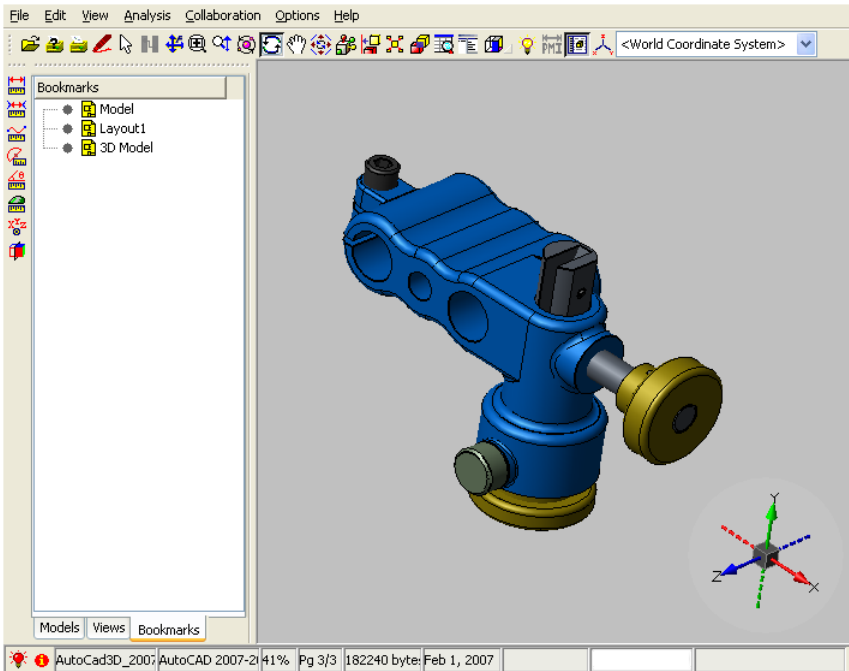 File Edit View Analysis Collaboration Options Help
PMI <World Coordinate System>
Bookmarks
Model
Layout1
3D Model
Y
Z
X
Models Views Bookmarks
AutoCad3D_2007 AutoCAD 2007-2 41% Pg 3/3 182240 byte: Feb 1, 2007